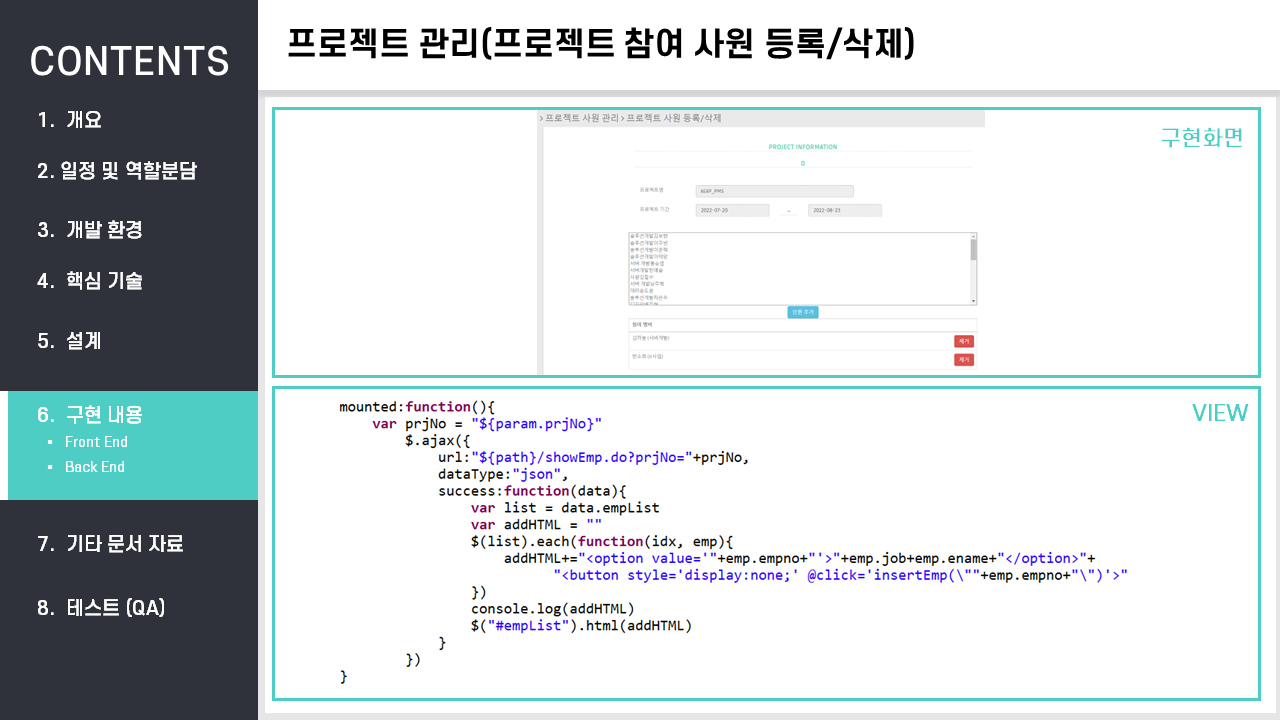 CONTENTS
1. 개요
2. 일정 및 역할분담
3. 개발 환경
4. 핵심 기술
5. 설계
6. 구현 내용
▪ Front End
▪ Back End
7. 기타 문서 자료
8. 테스트 (QA)
프로젝트 관리(프로젝트 참여 사원 등록/삭제)
구현화면
> 프로젝트 사원 관리 > 프로젝트 사원 등록/삭제
PROJECT INFORMATION
0
프로젝트명
프로젝트 기간 2022-07-20 ~ 2022-08-23
인원 추가
참여 멤버
제거
제거
VIEW
mounted:function(){
var prjNo = "${param.prjNo}"
$.ajax({
url:"${path}/showEmp.do?prjNo="+prjNo,
dataType:"json",
success:function(data){
var list = data.empList
var addHTML = ""
$(list).each(function(idx, emp){
addHTML+="<option value='"+emp.empno+"'>"+emp.job+emp.ename+"</option>"+
"<button style='display:none;' @click='insertEmp(\""+emp.empno+"\")'>"
})
console.log(addHTML)
$("#empList").html(addHTML)
}
})
}